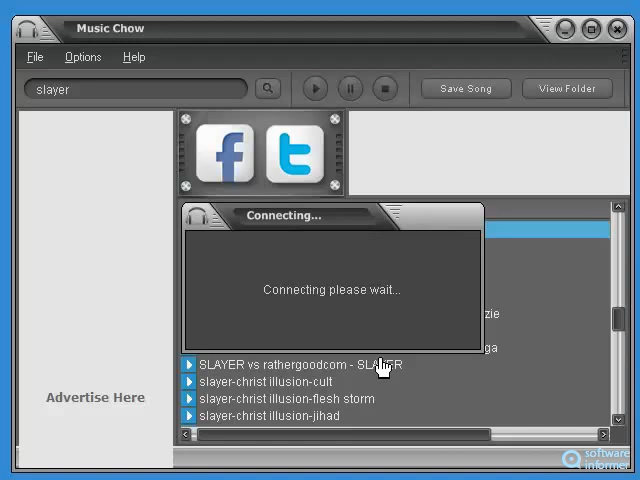 Music Chow
File Options Help
slayer
Save Song
View Folder
f t
Connecting...
Connecting please wait...
zie
ga
SLAYER vs rathergoodcom - SLAYER
slayer-christ illusion-cult
slayer-christ illusion-flesh storm
slayer-christ illusion-jihad
Advertise Here
software
informer